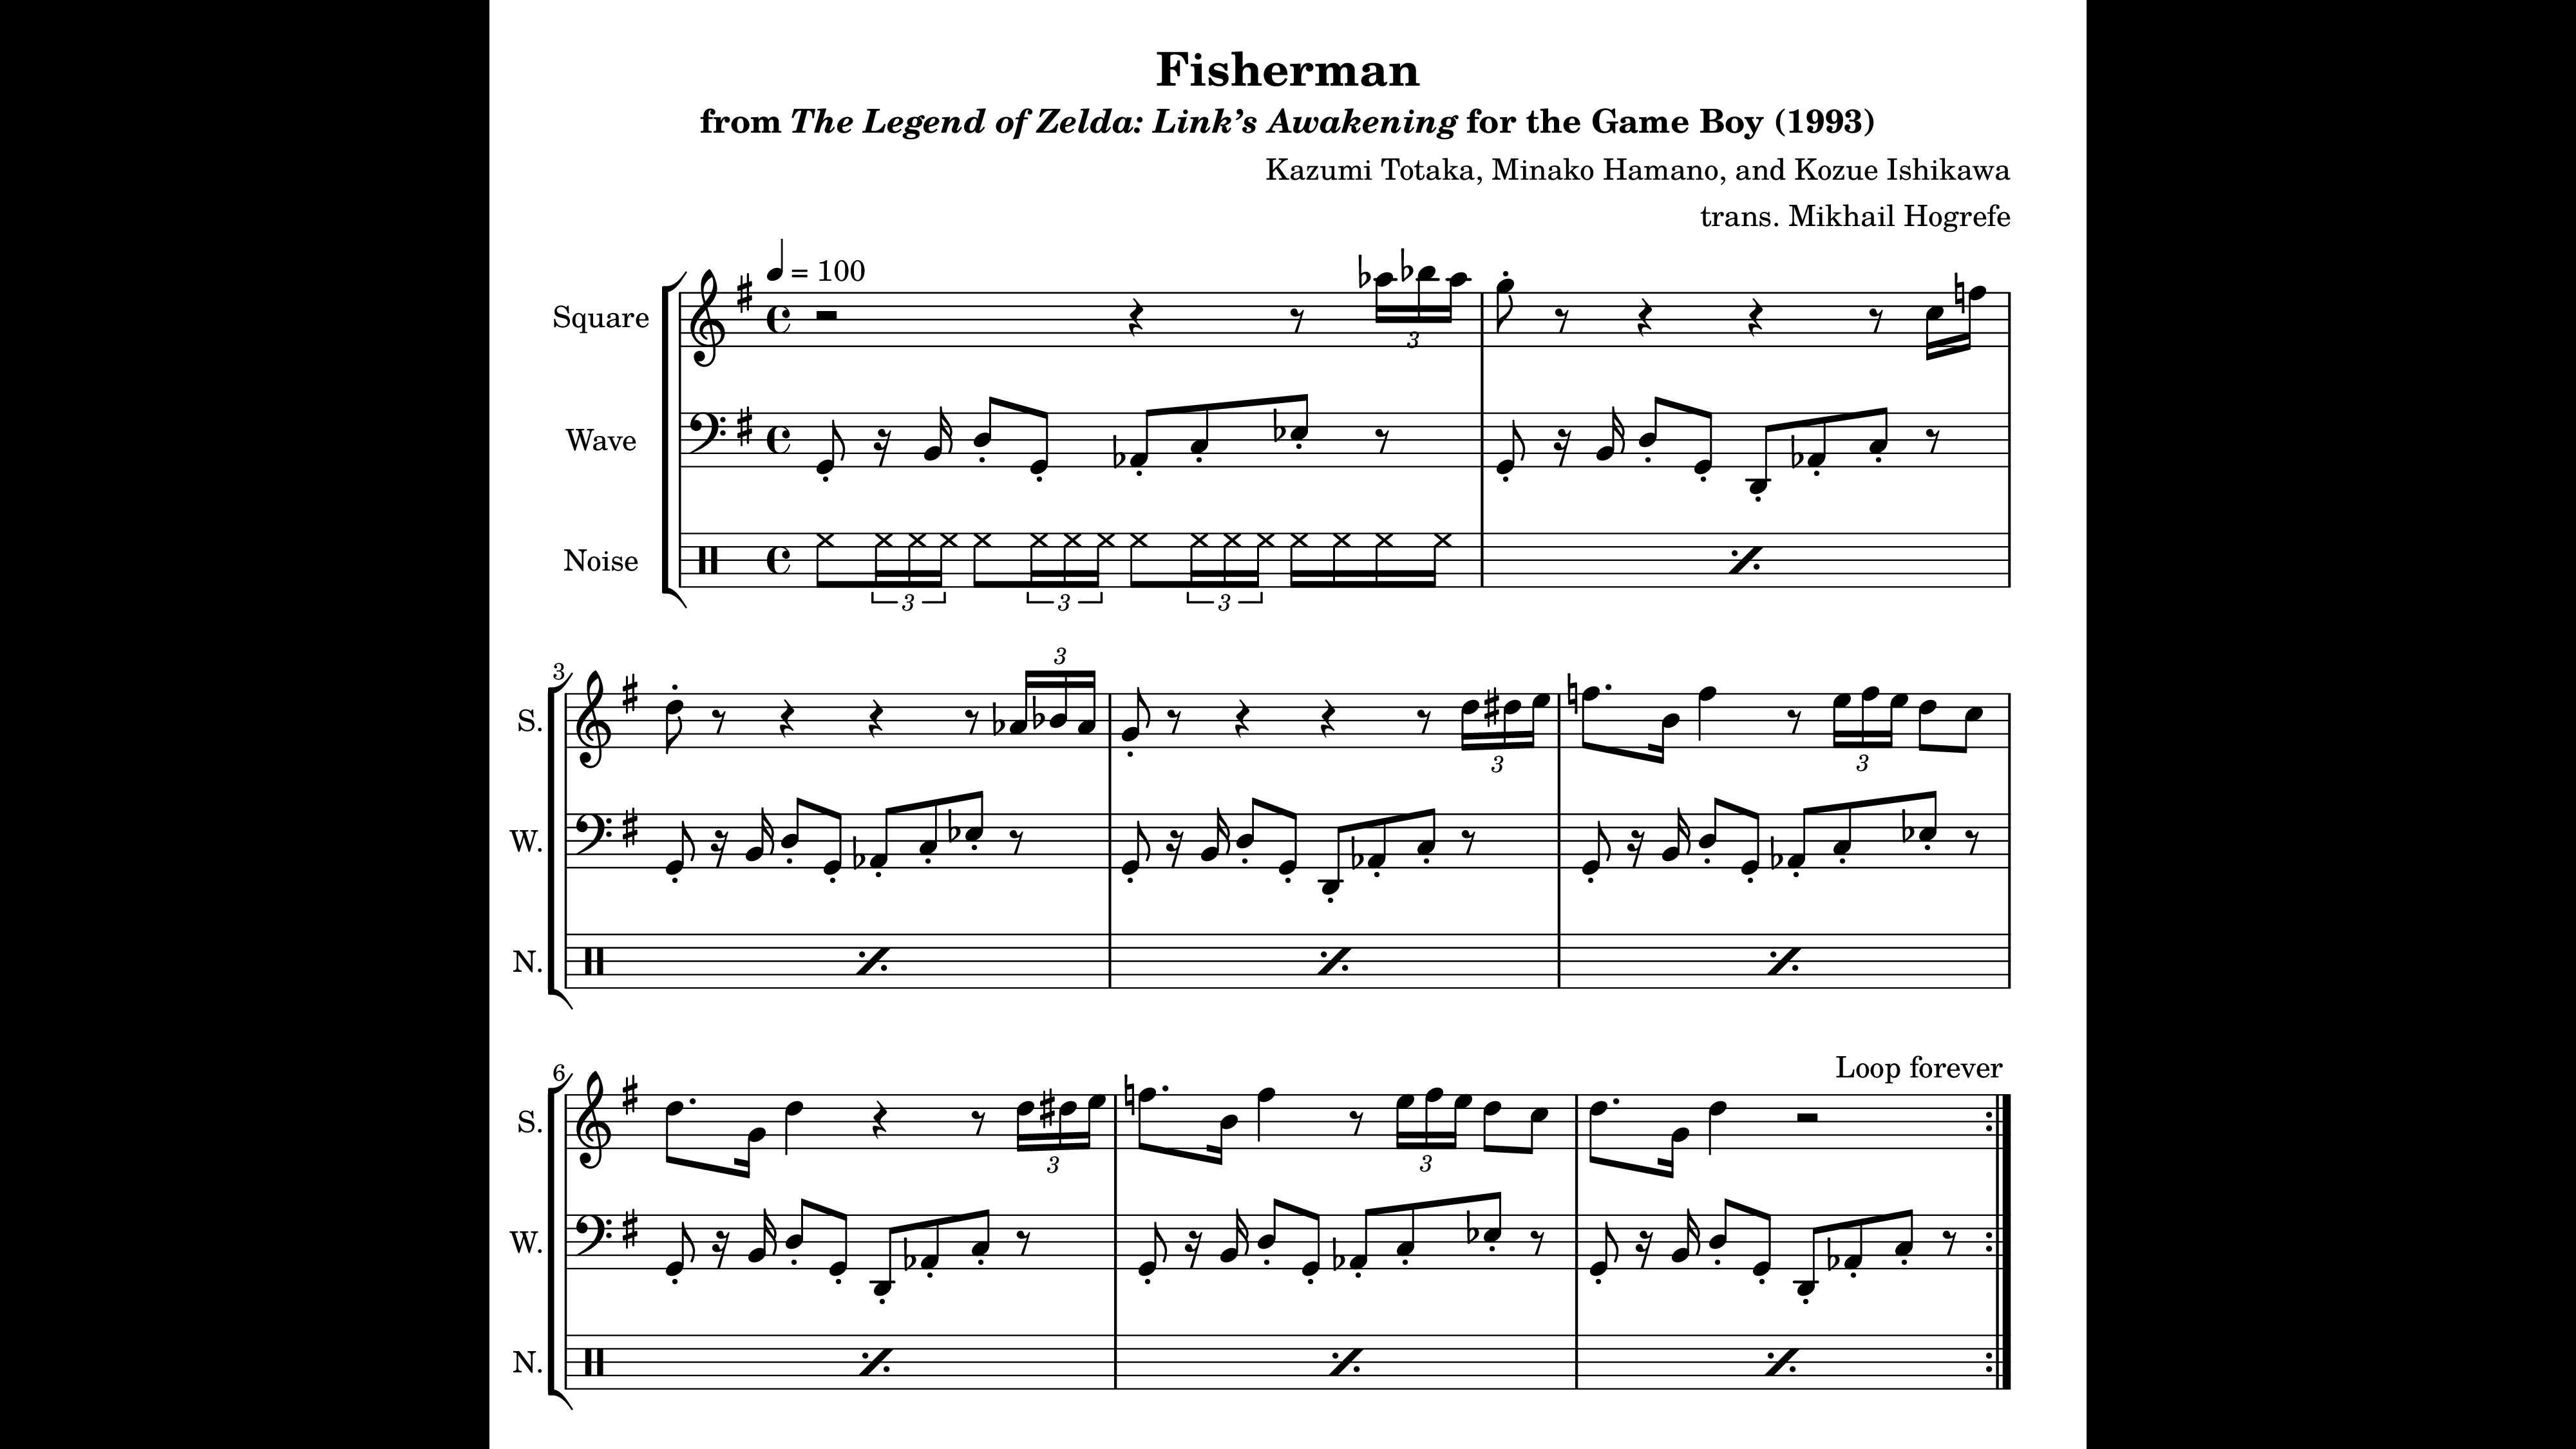 Fisherman
from The Legend of Zelda: Link’s Awakening for the Game Boy (1993)
Kazumi Totaka, Minako Hamano, and Kozue Ishikawa
trans. Mikhail Hogrefe
= 100
Square
3
Wave
Noise
3 3 3
3
3
S.
3 3
W.
N.
Loop forever
6
S.
3 3
W.
N.